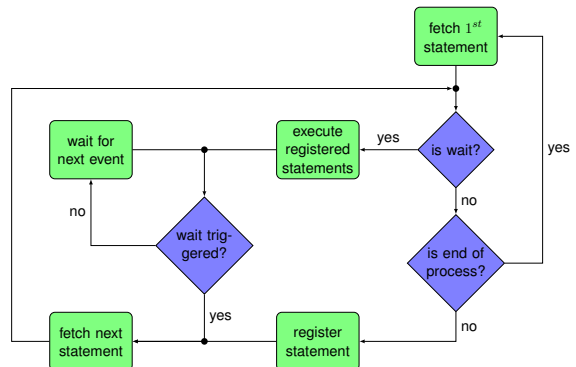 fetch 1st
statement
wait for
next event
execute
registered
statements
yes
is wait?
yes
no
no
wait trig-
gered?
is end of
process?
yes
no
fetch next
statement
register
statement